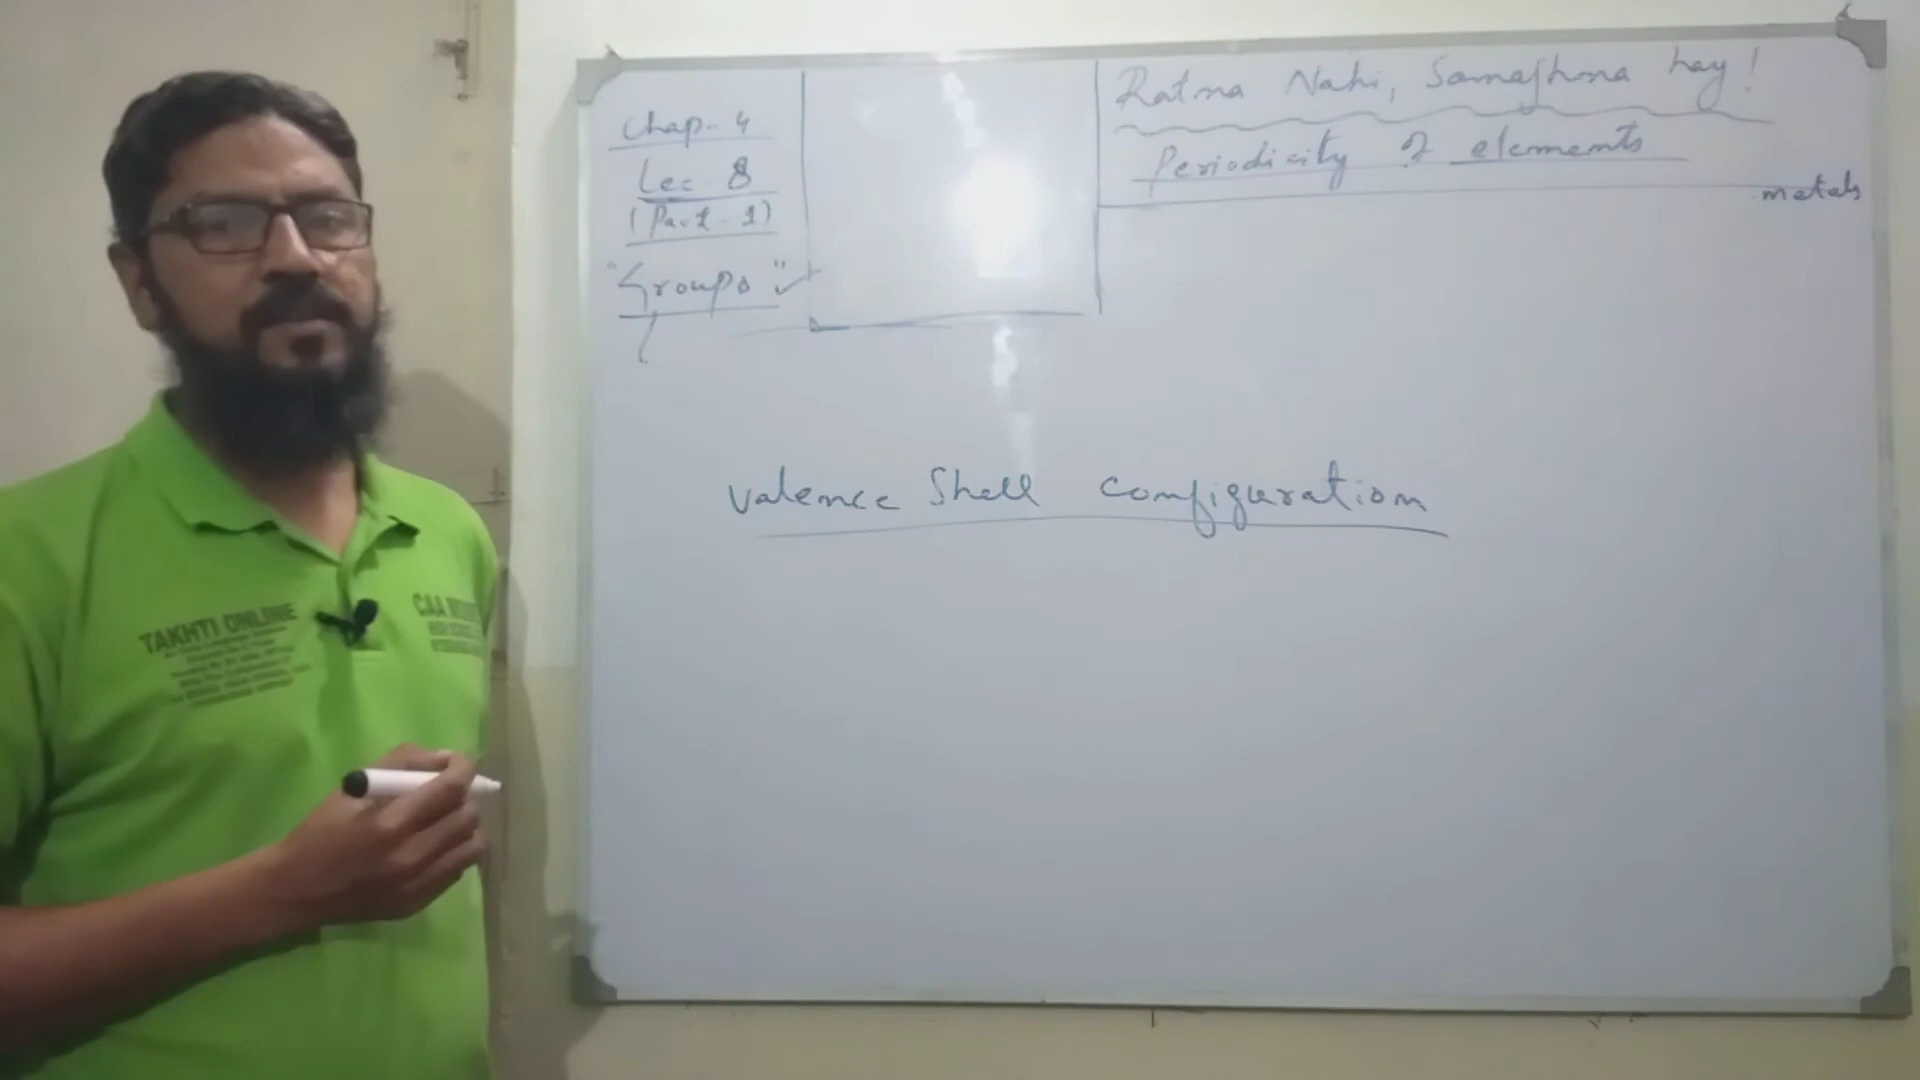 Chap- 4
Lec- 8
(Part-1)
"Groups"
Ratna Nahi, Samajhna hay!
Periodicity of elements
metals
Valence Shell configuration
TAKHTI ONLINE
CAA